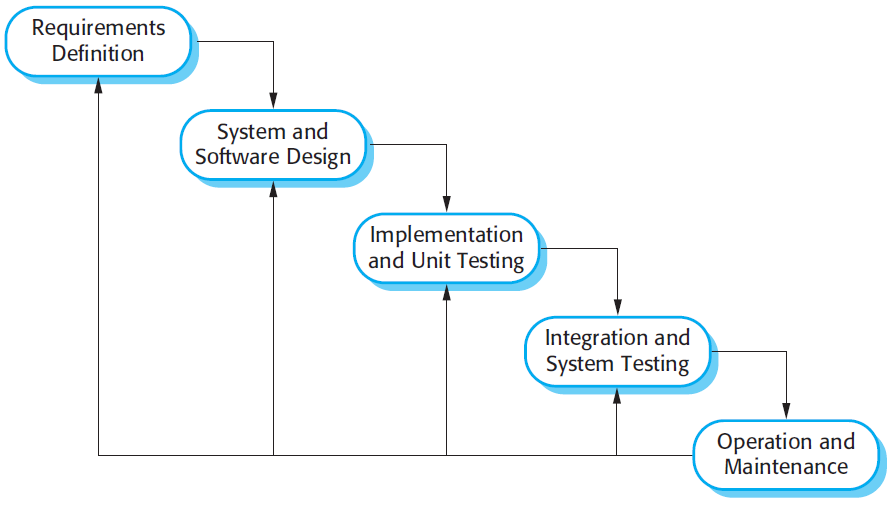 Requirements
Definition
System and
Software Design
Implementation
and Unit Testing
Integration and
System Testing
Operation and
Maintenance